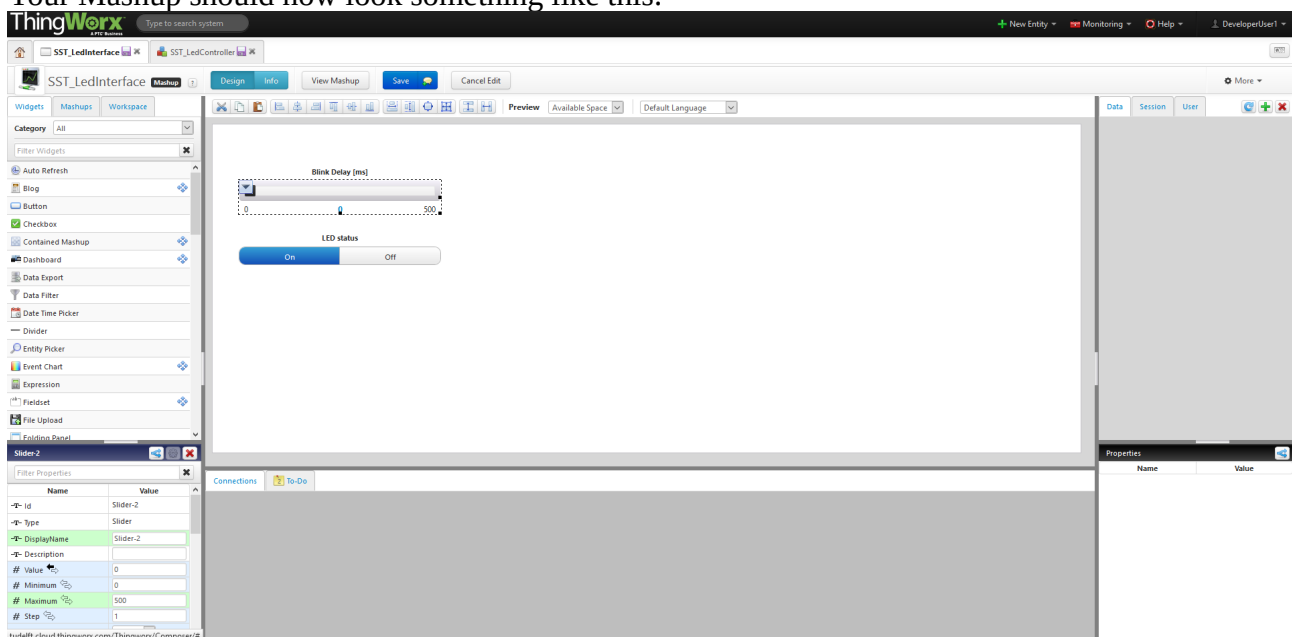 Your Mashup should now look something like this:
ThingWorx Type to search system New Entity Monitoring Help DeveloperUser1
A PTC Business
SST_LedInterface SST_LedController
SST_LedInterface Mashup Design Info View Mashup Save Cancel Edit More
Widgets Mashups Workspace Preview Available Space Default Language Data Session User
Category All
Filter Widgets
Auto Refresh
Blog
Button
Checkbox
Contained Mashup
Dashboard
Data Export
Data Filter
Date Time Picker
Divider
Entity Picker
Event Chart
Expression
Fieldset
File Upload
Folding Panel
Blink Delay [ms]
0 0 500
LED status
On Off
Slider-2
Filter Properties
Name Value
Id Slider-2
Type Slider
DisplayName Slider-2
Description
# Value 0
# Minimum 0
# Maximum 500
# Step 1
tudelft.cloud.thingworx.com/Thingworx/Composer/#
Connections To-Do
Properties
Name Value